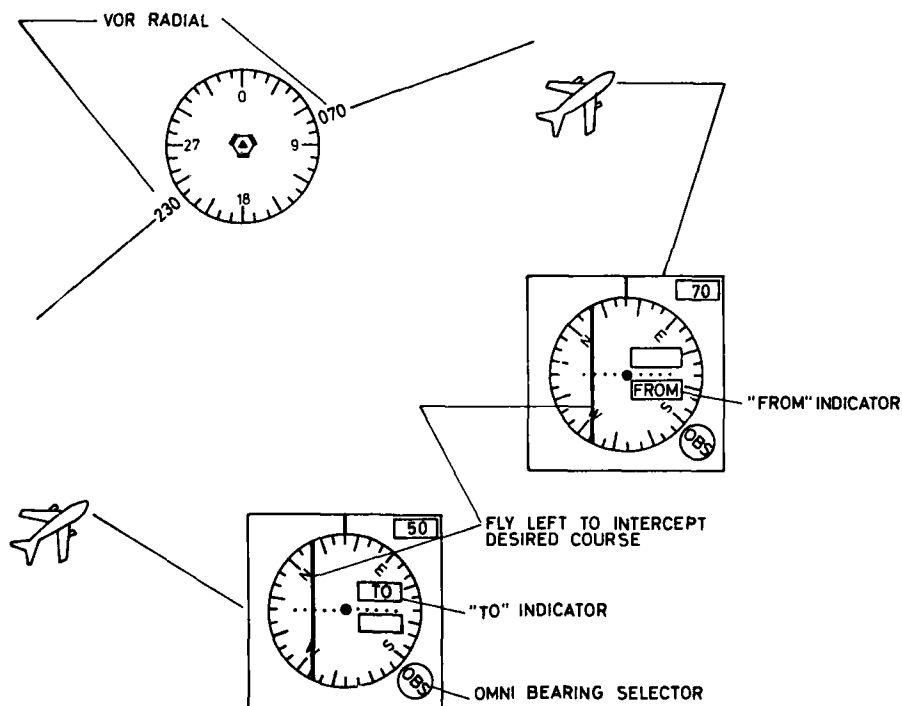 VOR RADIAL
0
070
27
9
18
230
70
N
E
FROM
W
S
"FROM" INDICATOR
OBS
FLY LEFT TO INTERCEPT
DESIRED COURSE
50
N
E
TO
"TO" INDICATOR
W
S
OBS
OMNI BEARING SELECTOR